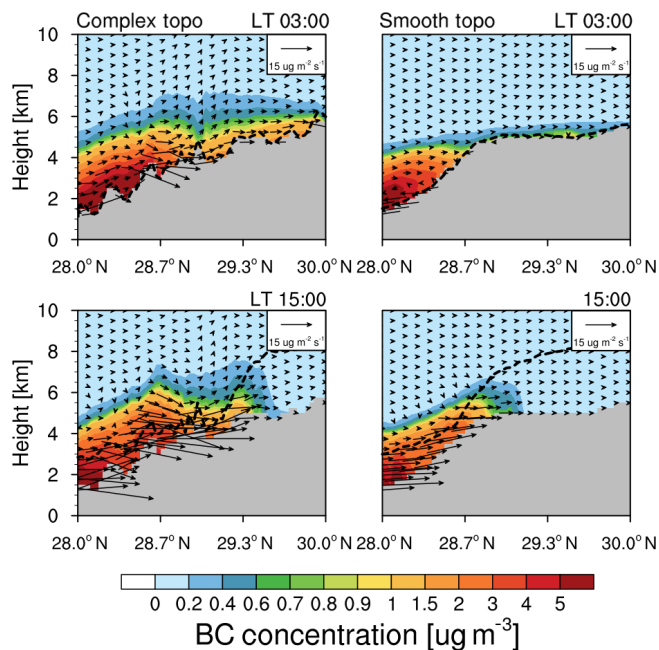 Complex topo LT 03:00
Smooth topo LT 03:00
10
8
6
4
2
0
Height [km]
15 ug m⁻² s⁻¹
15 ug m⁻² s⁻¹
28.0° N 28.7° N 29.3° N 30.0° N
28.0° N 28.7° N 29.3° N 30.0° N
LT 15:00
15:00
10
8
6
4
2
0
Height [km]
15 ug m⁻² s⁻¹
15 ug m⁻² s⁻¹
28.0° N 28.7° N 29.3° N 30.0° N
28.0° N 28.7° N 29.3° N 30.0° N
0 0.2 0.4 0.6 0.7 0.8 0.9 1 1.5 2 3 4 5
BC concentration [ug m⁻³]